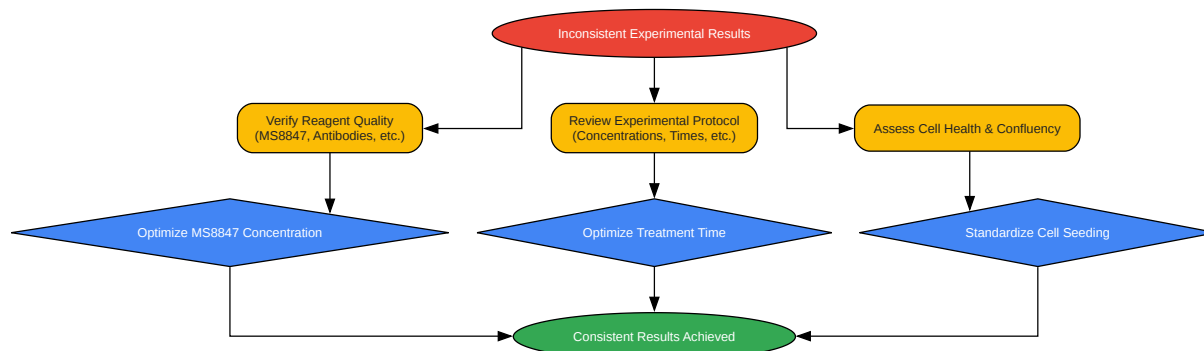 Inconsistent Experimental Results
Verify Reagent Quality
(MS8847, Antibodies, etc.)
Review Experimental Protocol
(Concentrations, Times, etc.)
Assess Cell Health & Confluency
Optimize MS8847 Concentration
Optimize Treatment Time
Standardize Cell Seeding
Consistent Results Achieved